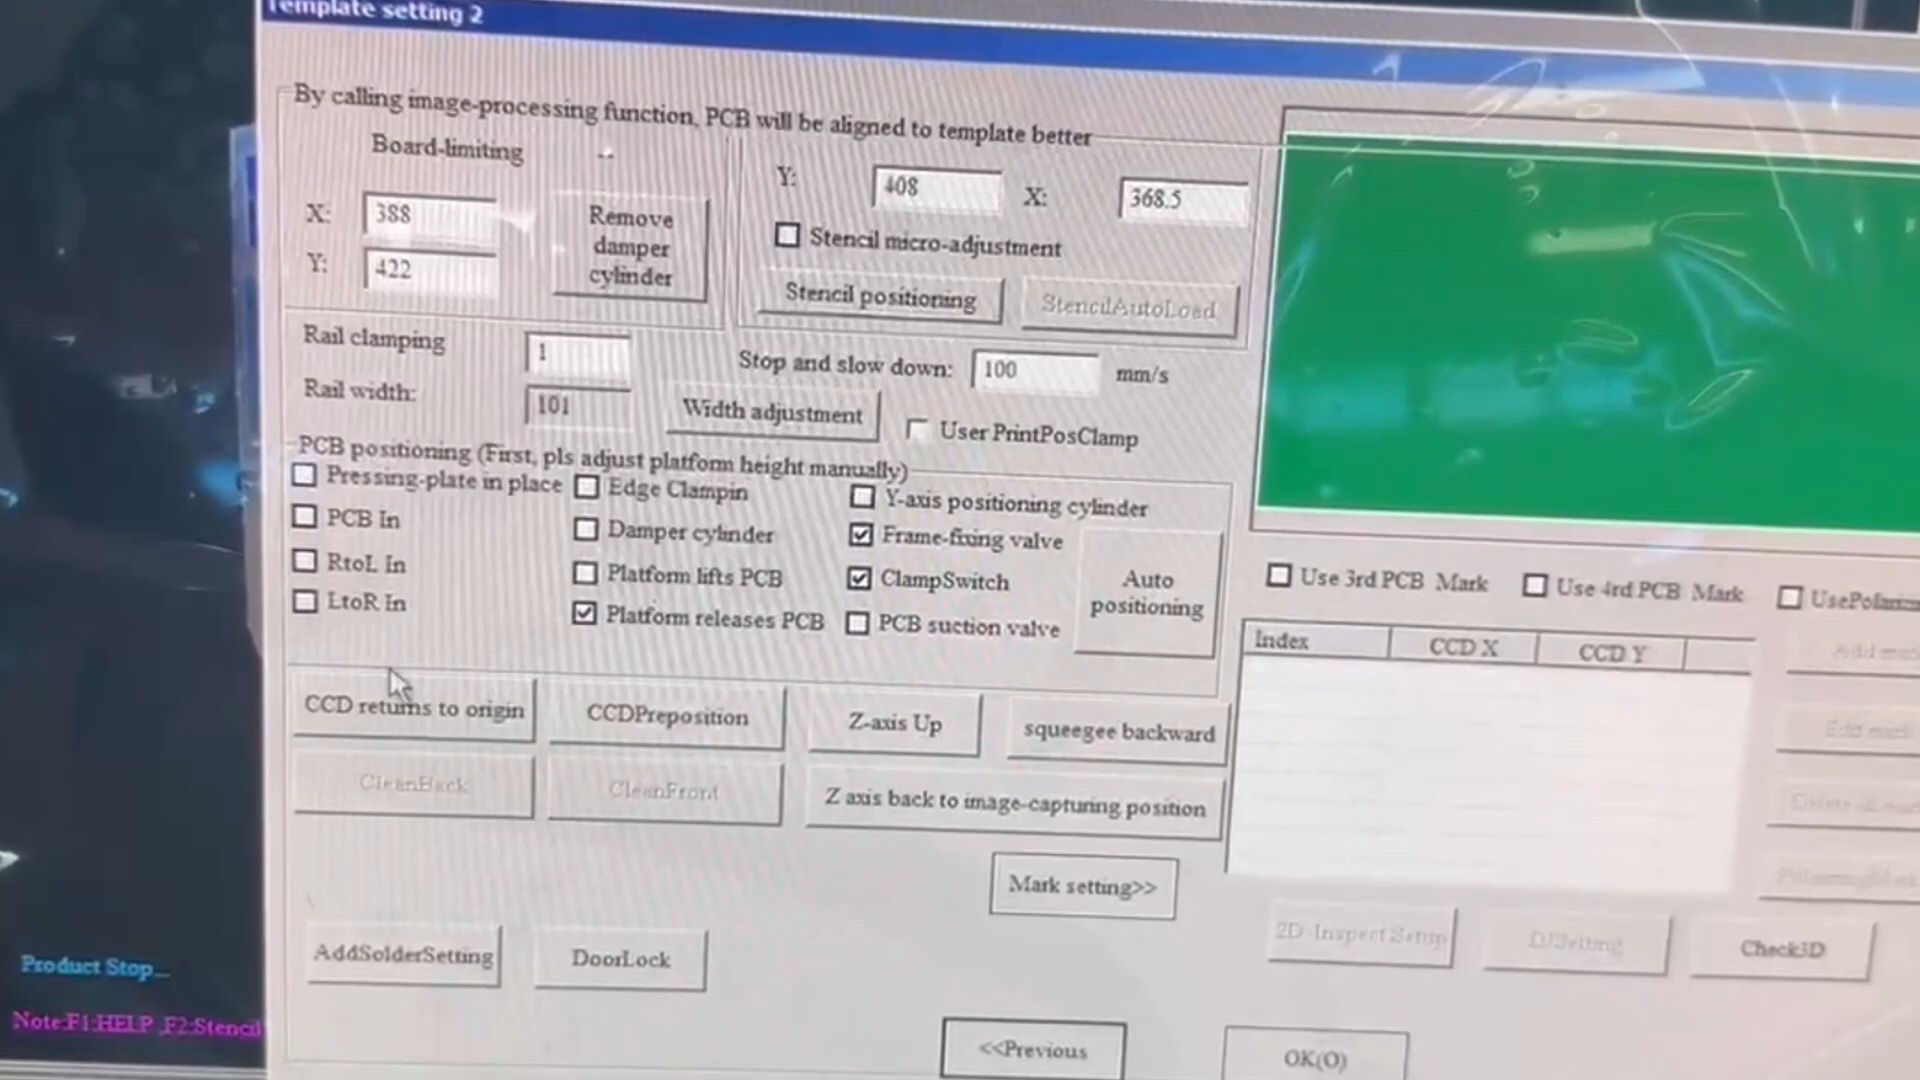 Template setting 2
By calling image-processing function, PCB will be aligned to template better
Board-limiting
X: 388
Y: 422
Remove
damper
cylinder
Y: 408 X: 368.5
Stencil micro-adjustment
Stencil positioning StencilAutoLoad
Rail clamping 1
Stop and slow down: 100 mm/s
Rail width: 101
Width adjustment
User PrintPosClamp
PCB positioning (First, pls adjust platform height manually)
Pressing-plate in place Edge Clampin Y-axis positioning cylinder
PCB In Damper cylinder Frame-fixing valve
RtoL In Platform lifts PCB ClampSwitch
LtoR In Platform releases PCB PCB suction valve
Auto
positioning
CCD returns to origin CCDPreposition Z-axis Up squeegee backward
CleanBack CleanFront Z axis back to image-capturing position
Mark setting>>
AddSolderSetting DoorLock
<<Previous OK(O)
Use 3rd PCB Mark Use 4rd PCB Mark
Index CCD X CCD Y
2D-Inspect Setup Check3D
Product Stop...
Note:F1:HELP ,F2:Stencil